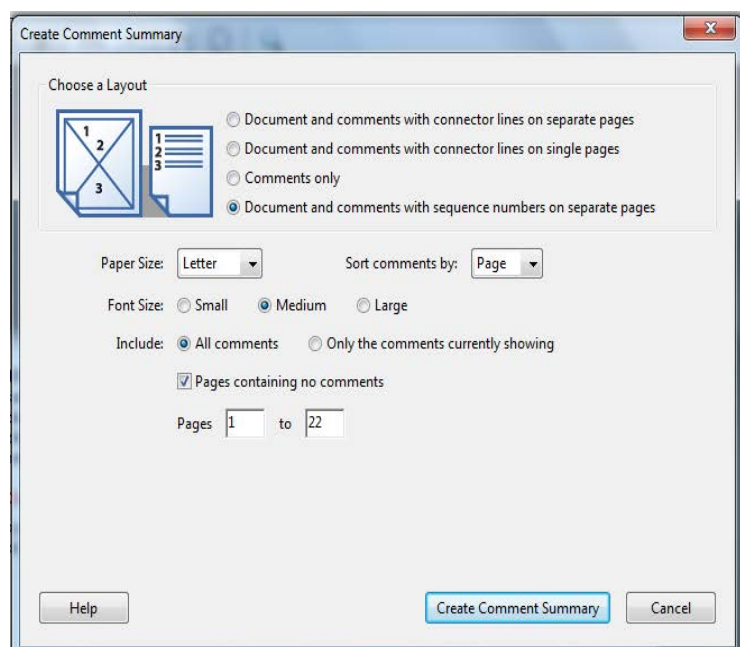 Create Comment Summary
X
Choose a Layout
1
2
3
1
2
3
Document and comments with connector lines on separate pages
Document and comments with connector lines on single pages
Comments only
Document and comments with sequence numbers on separate pages
Paper Size: Letter Sort comments by: Page
Font Size: Small Medium Large
Include: All comments Only the comments currently showing
Pages containing no comments
Pages 1 to 22
Help Create Comment Summary Cancel